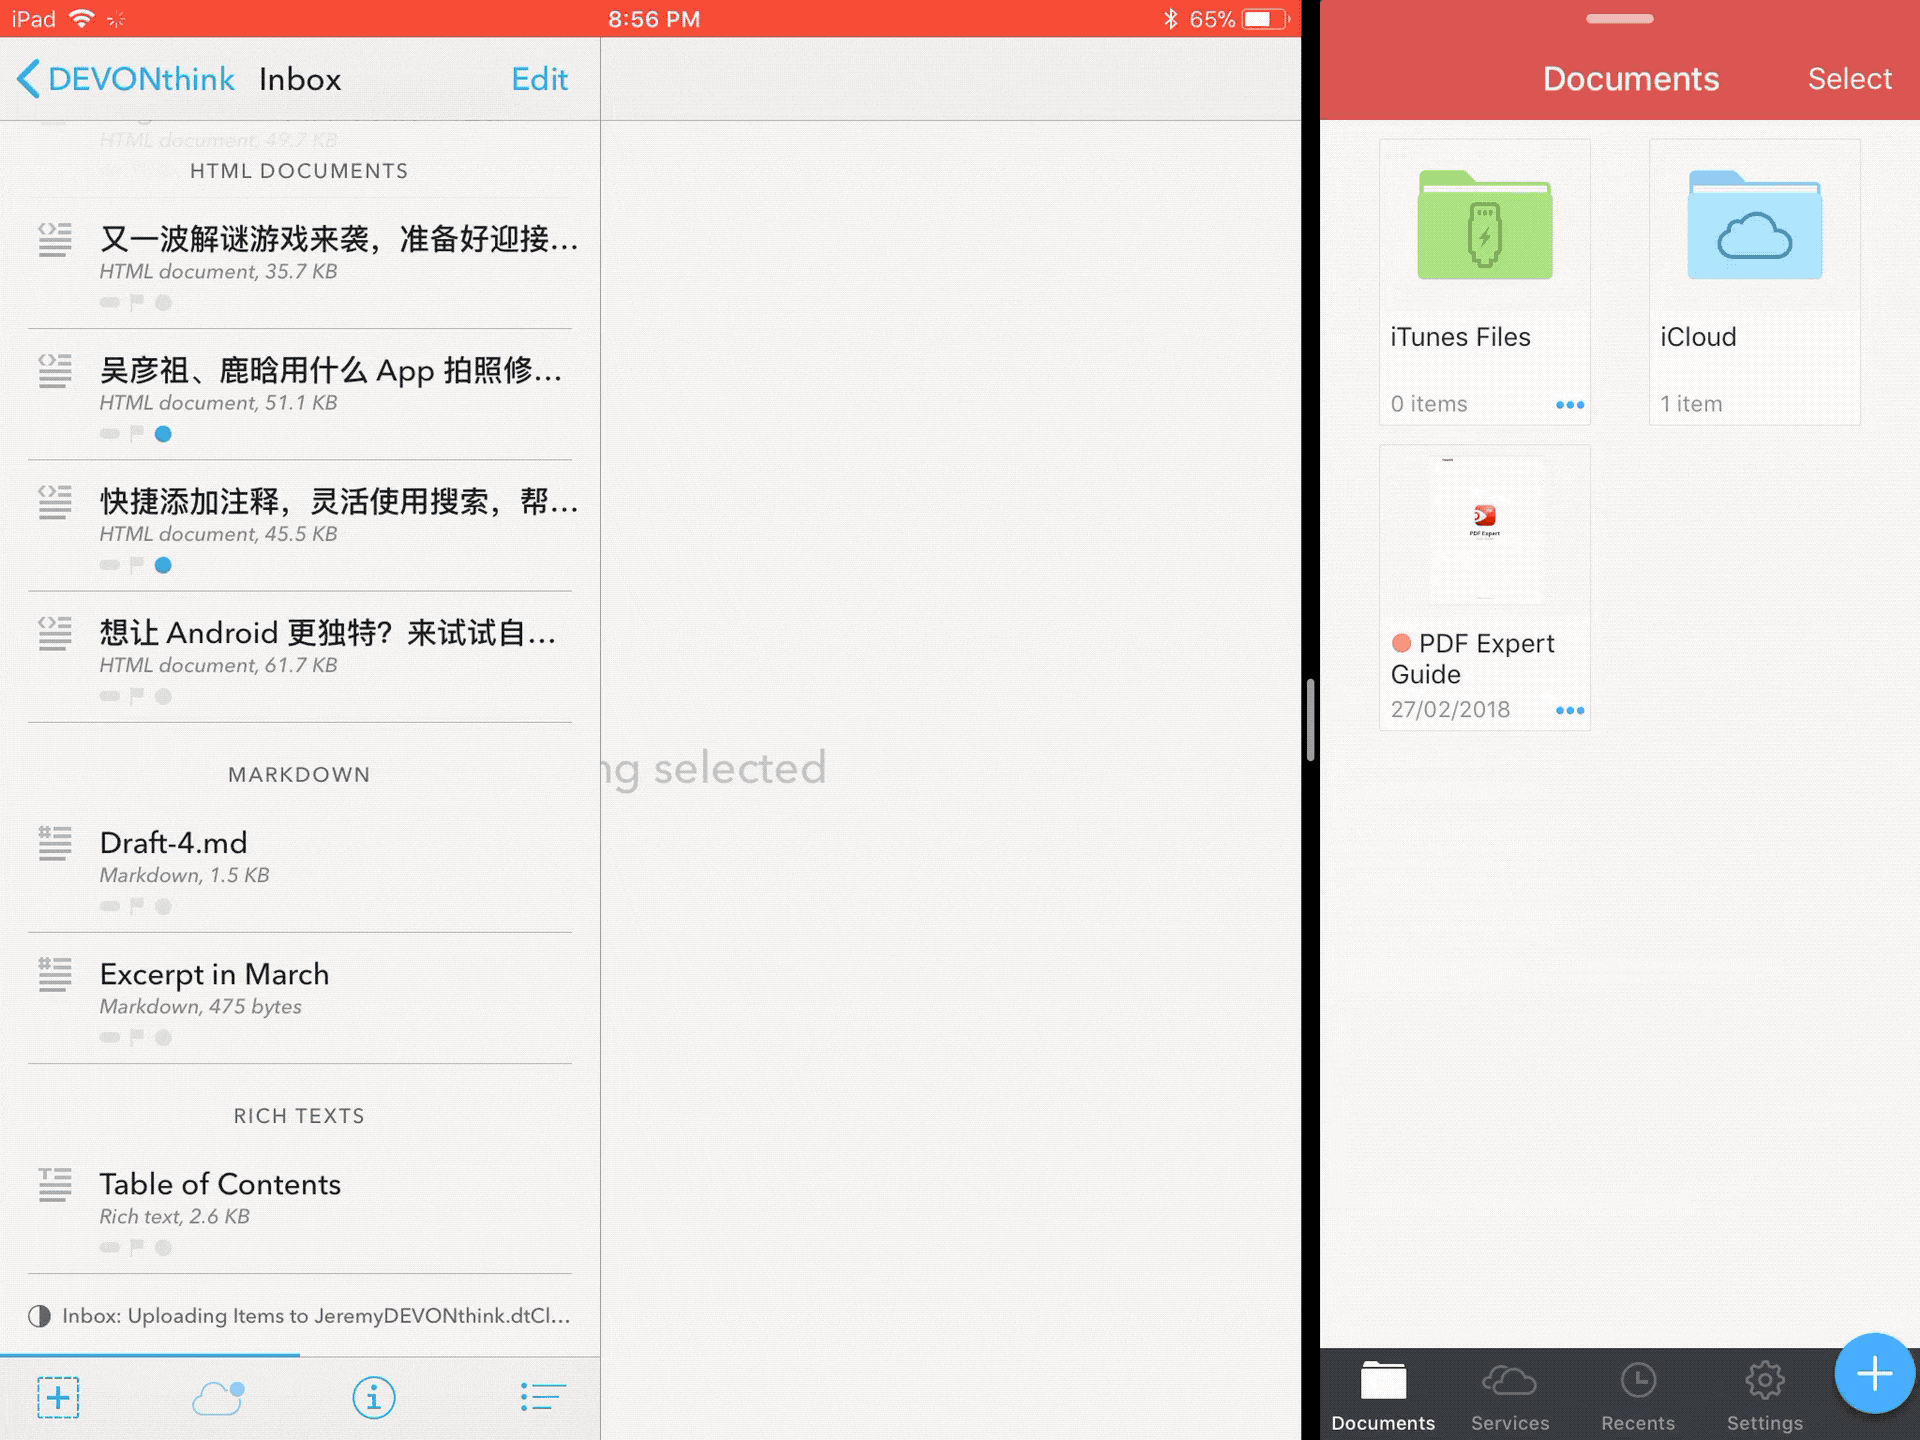 iPad
8:56 PM
65%
DEVONthink
Inbox
Edit
HTML document, 49.7 KB
HTML DOCUMENTS
又一波解谜游戏来袭，准备好迎接…
HTML document, 35.7 KB
吴彦祖、鹿晗用什么 App 拍照修…
HTML document, 51.1 KB
快捷添加注释，灵活使用搜索，帮…
HTML document, 45.5 KB
想让 Android 更独特？来试试自…
HTML document, 61.7 KB
MARKDOWN
Draft-4.md
Markdown, 1.5 KB
Excerpt in March
Markdown, 475 bytes
RICH TEXTS
Table of Contents
Rich text, 2.6 KB
Inbox: Uploading Items to JeremyDEVONthink.dtCl…
ng selected
Documents
Select
iTunes Files
0 items
iCloud
1 item
PDF Expert
PDF Expert
Guide
27/02/2018
Documents
Services
Recents
Settings